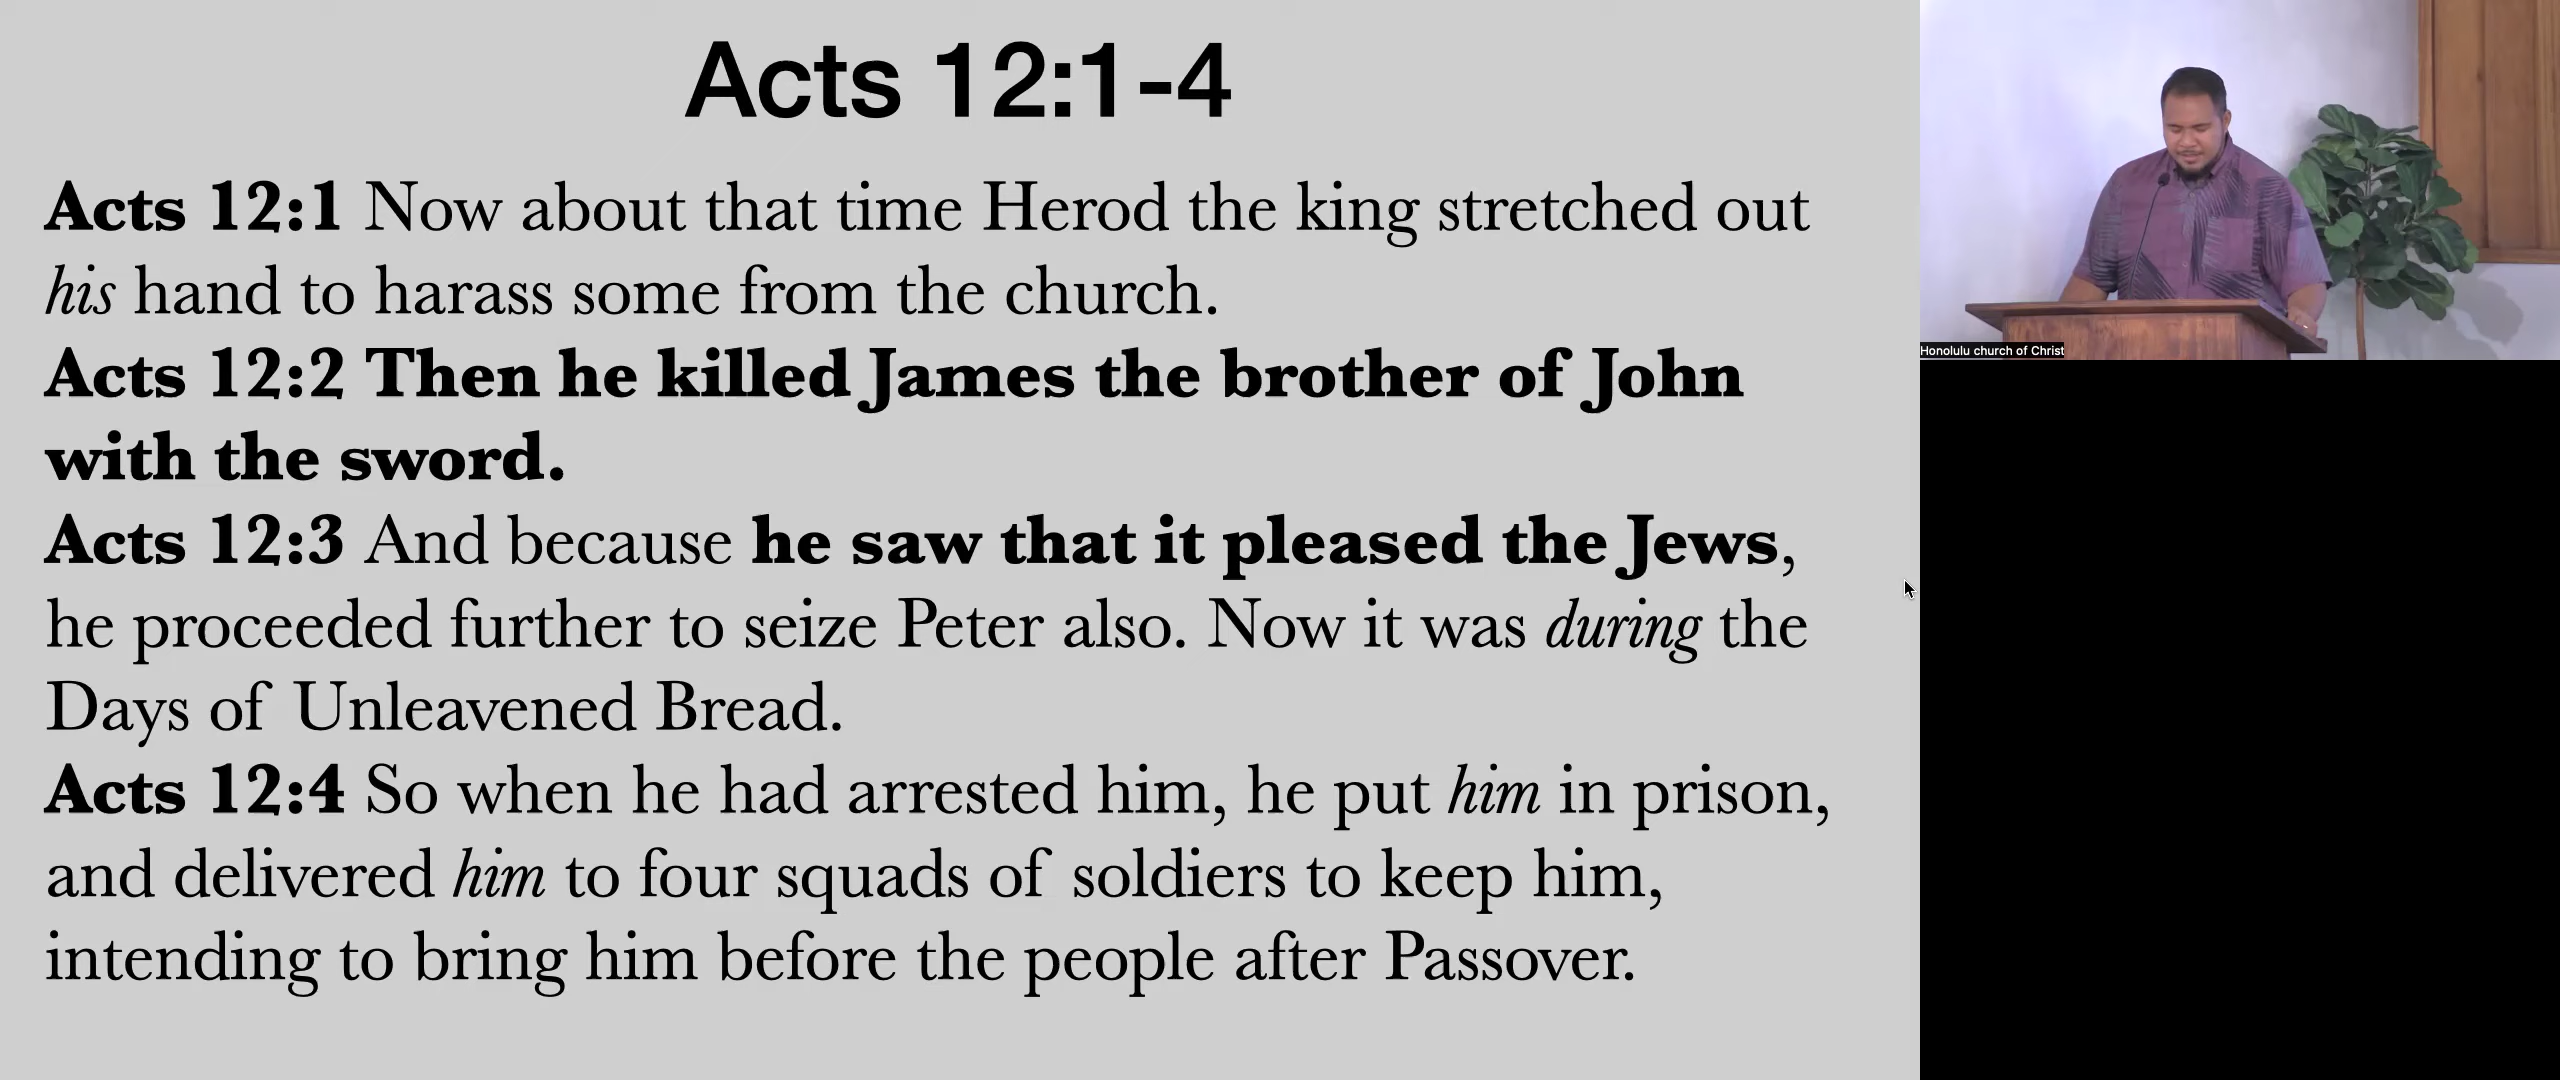 Acts 12:1-4
Acts 12:1 Now about that time Herod the king stretched out
his hand to harass some from the church.
Acts 12:2 Then he killed James the brother of John
with the sword.
Acts 12:3 And because he saw that it pleased the Jews,
he proceeded further to seize Peter also. Now it was during the
Days of Unleavened Bread.
Acts 12:4 So when he had arrested him, he put him in prison,
and delivered him to four squads of soldiers to keep him,
intending to bring him before the people after Passover.
Honolulu church of Christ